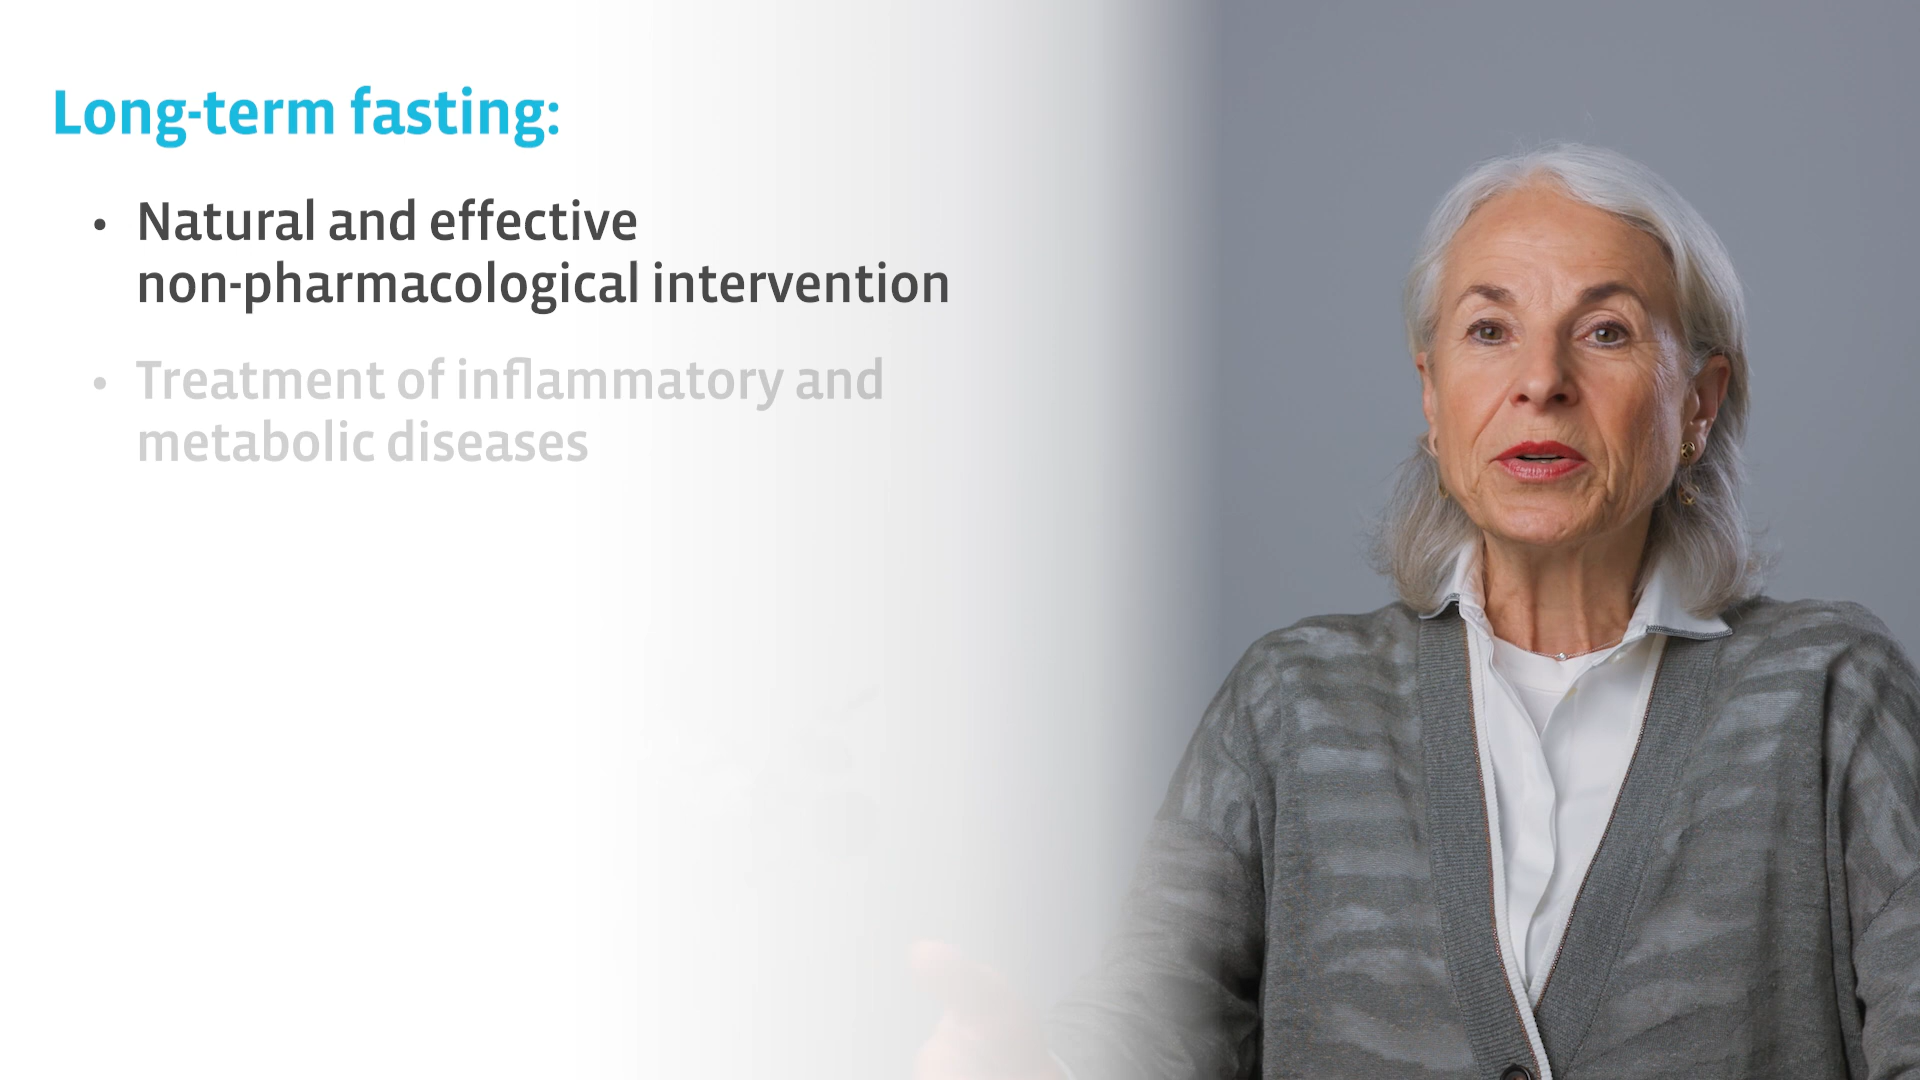 Long-term fasting:
• Natural and effective
non-pharmacological intervention
• Treatment of inflammatory and
metabolic diseases